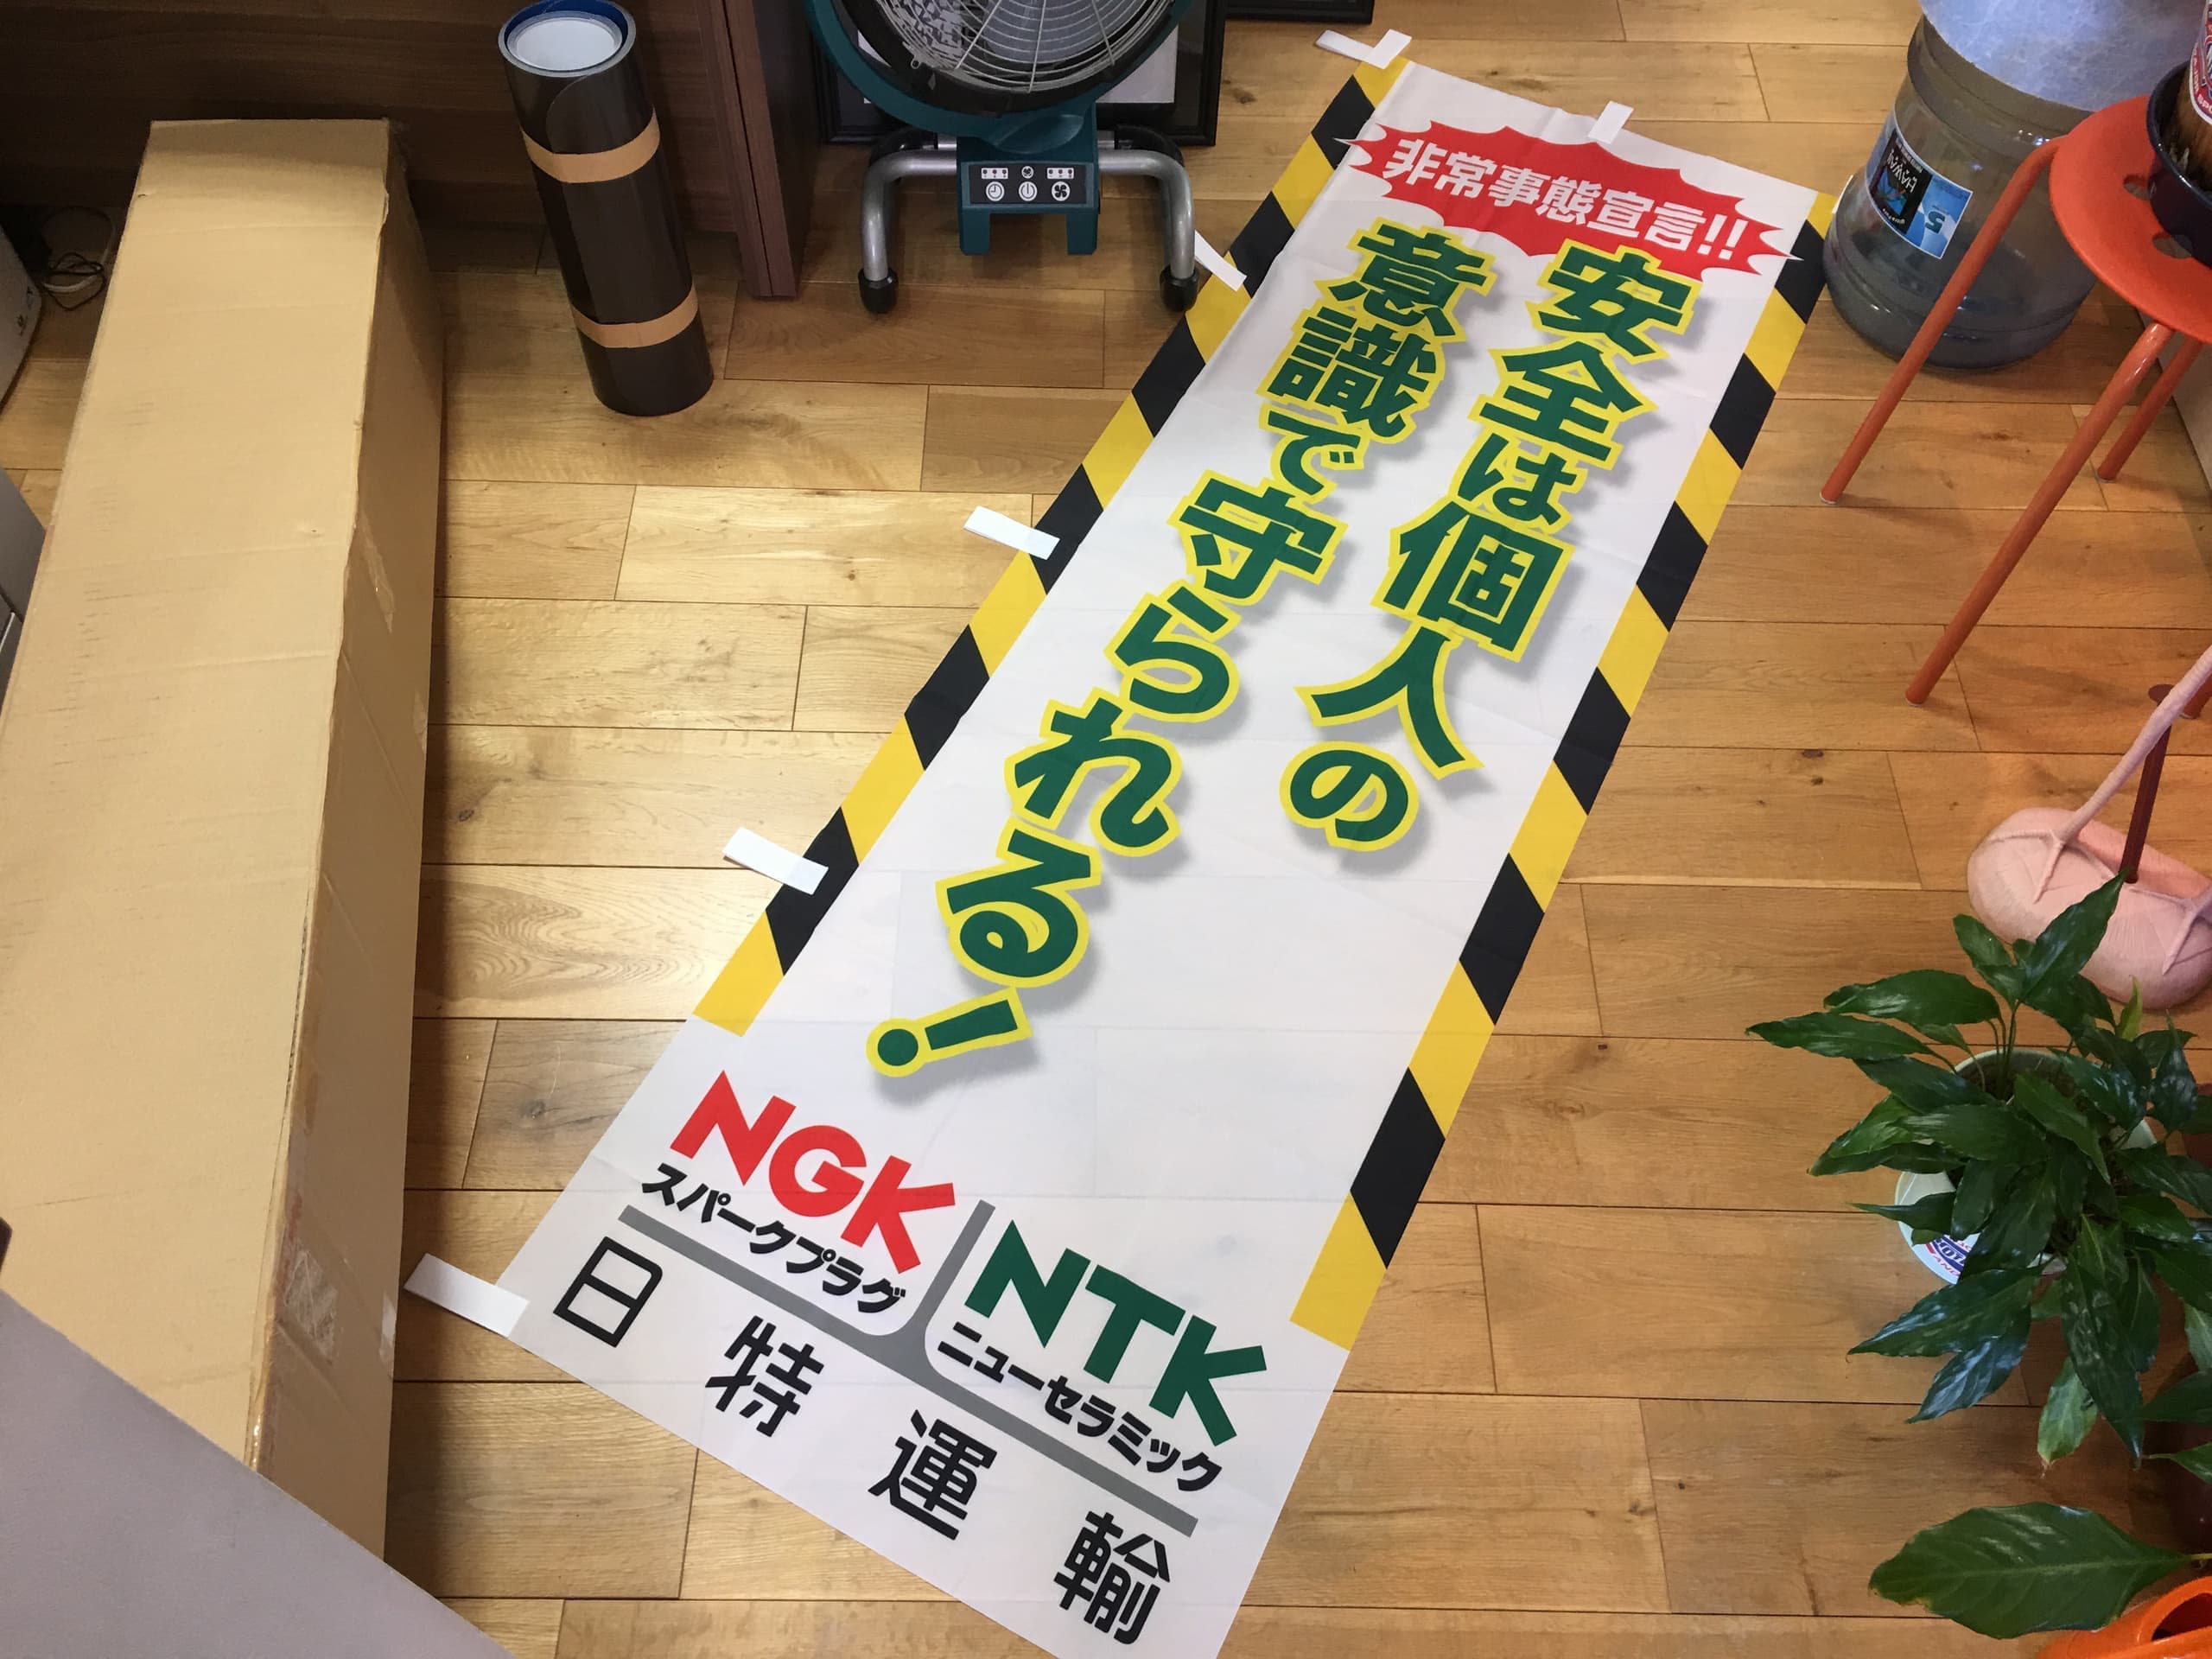 非常事態宣言!!
安全は個人の
意識で守られる!
NGK
スパークプラグ
NTK
ニューセラミック
日特運輸
HAWAII
5